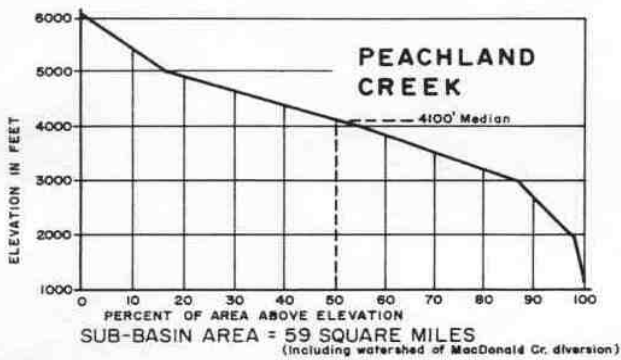 PEACHLAND
CREEK
4100' Median
ELEVATION IN FEET
6000
5000
4000
3000
2000
1000
0 10 20 30 40 50 60 70 80 90 100
PERCENT OF AREA ABOVE ELEVATION
SUB-BASIN AREA = 59 SQUARE MILES
(Including watershed of MacDonald Cr. diversion)